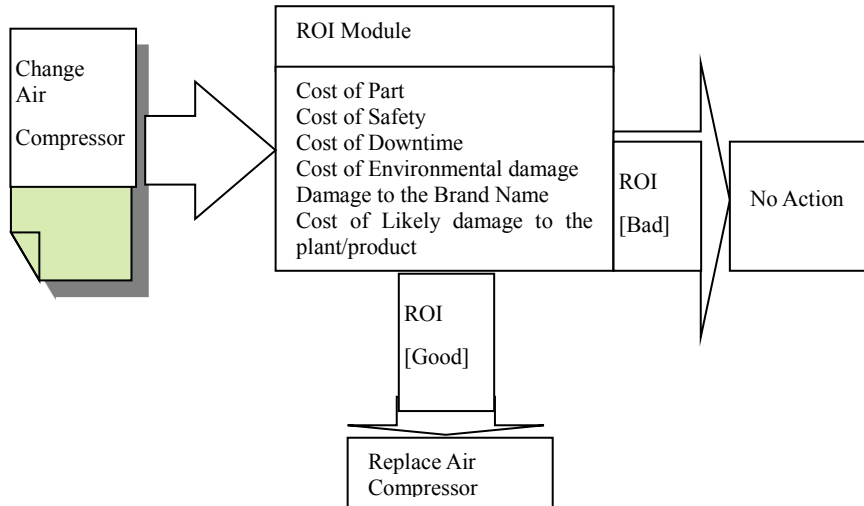 Change
Air
Compressor
ROI Module
Cost of Part
Cost of Safety
Cost of Downtime
Cost of Environmental damage
Damage to the Brand Name
Cost of Likely damage to the
plant/product
ROI
[Bad]
No Action
ROI
[Good]
Replace Air
Compressor